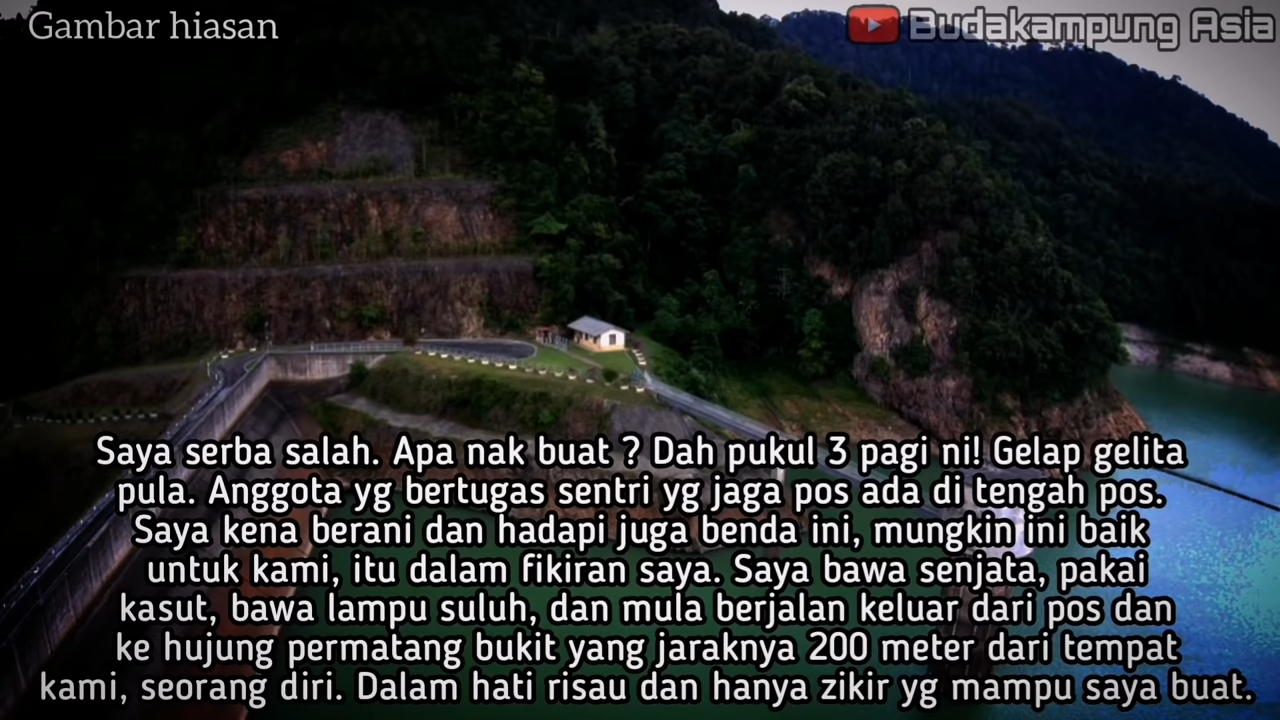 Gambar hiasan
Budakampung Asia
Saya serba salah. Apa nak buat ? Dah pukul 3 pagi ni! Gelap gelita
pula. Anggota yg bertugas sentri yg jaga pos ada di tengah pos.
Saya kena berani dan hadapi juga benda ini, mungkin ini baik
untuk kami, itu dalam fikiran saya. Saya bawa senjata, pakai
kasut, bawa lampu suluh, dan mula berjalan keluar dari pos dan
ke hujung permatang bukit yang jaraknya 200 meter dari tempat
kami, seorang diri. Dalam hati risau dan hanya zikir yg mampu saya buat.